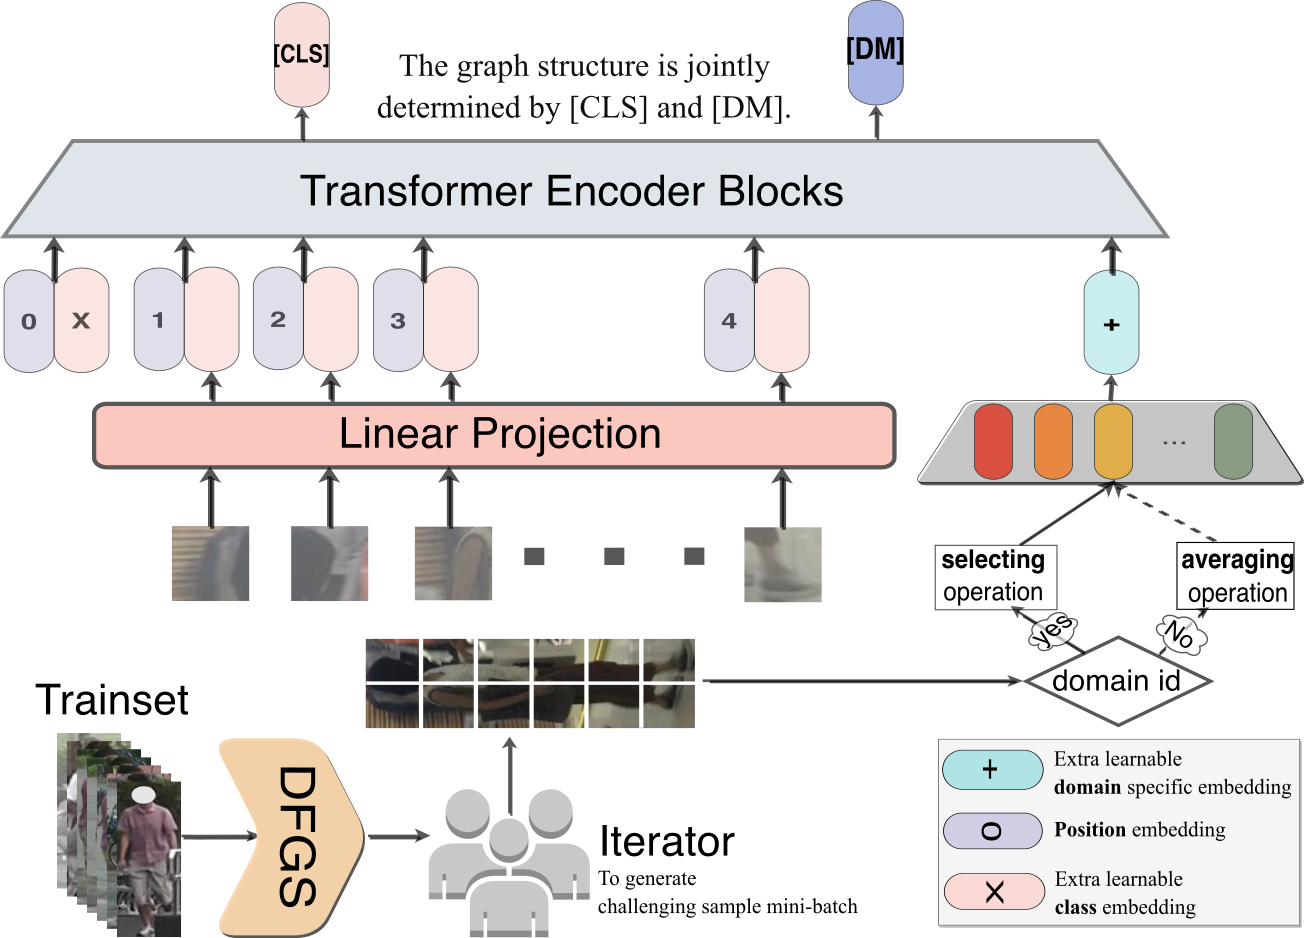 [CLS]
[DM]
The graph structure is jointly
determined by [CLS] and [DM].
Transformer Encoder Blocks
0 X 1 2 3 4 +
Linear Projection
...
selecting
operation
averaging
operation
yes
No
domain id
Trainset
DFGS
Iterator
To generate
challenging sample mini-batch
+
Extra learnable
domain specific embedding
0
Position embedding
X
Extra learnable
class embedding